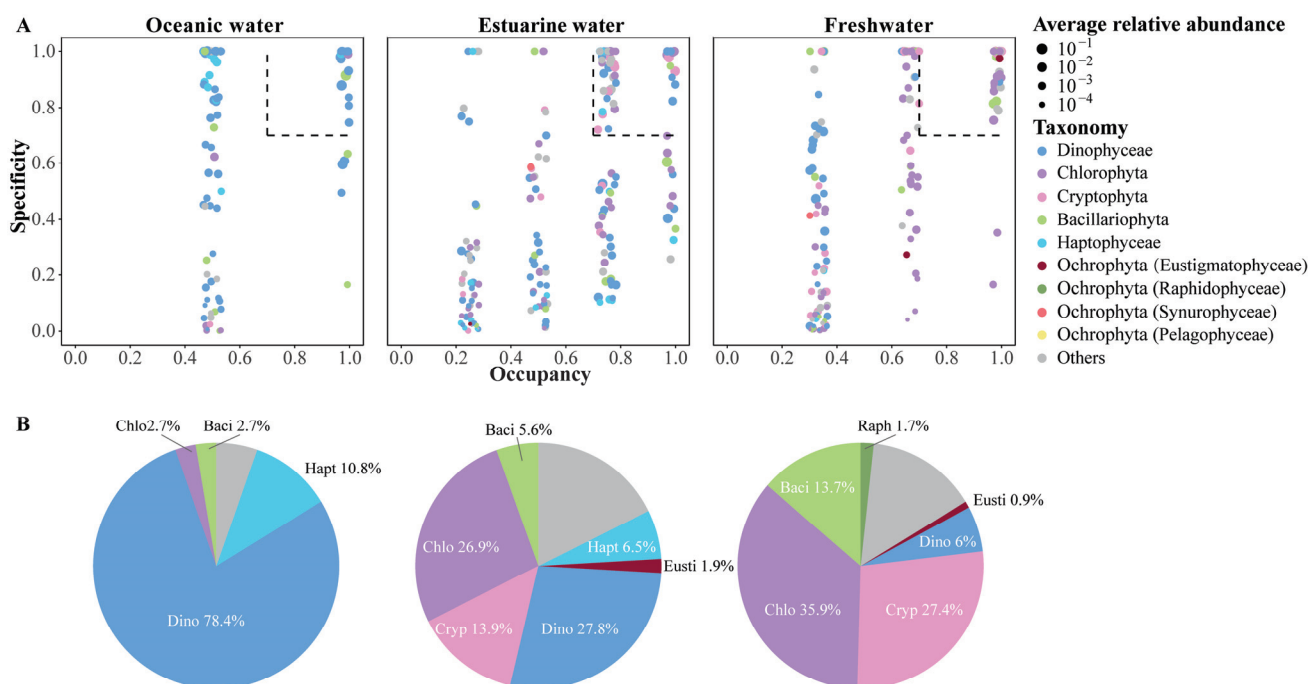 A
Oceanic water
Estuarine water
Freshwater
Specificity
1.0
0.8
0.6
0.4
0.2
0.0
0.0 0.2 0.4 0.6 0.8 1.0
0.0 0.2 0.4 0.6 0.8 1.0
0.0 0.2 0.4 0.6 0.8 1.0
Occupancy
Average relative abundance
10⁻¹
10⁻²
10⁻³
10⁻⁴
Taxonomy
Dinophyceae
Chlorophyta
Cryptophyta
Bacillariophyta
Haptophyceae
Ochrophyta (Eustigmatophyceae)
Ochrophyta (Raphidophyceae)
Ochrophyta (Synurophyceae)
Ochrophyta (Pelagophyceae)
Others
B
Chlo2.7%
Baci 2.7%
Hapt 10.8%
Dino 78.4%
Baci 5.6%
Chlo 26.9%
Hapt 6.5%
Eusti 1.9%
Cryp 13.9%
Dino 27.8%
Raph 1.7%
Baci 13.7%
Eusti 0.9%
Dino 6%
Chlo 35.9%
Cryp 27.4%